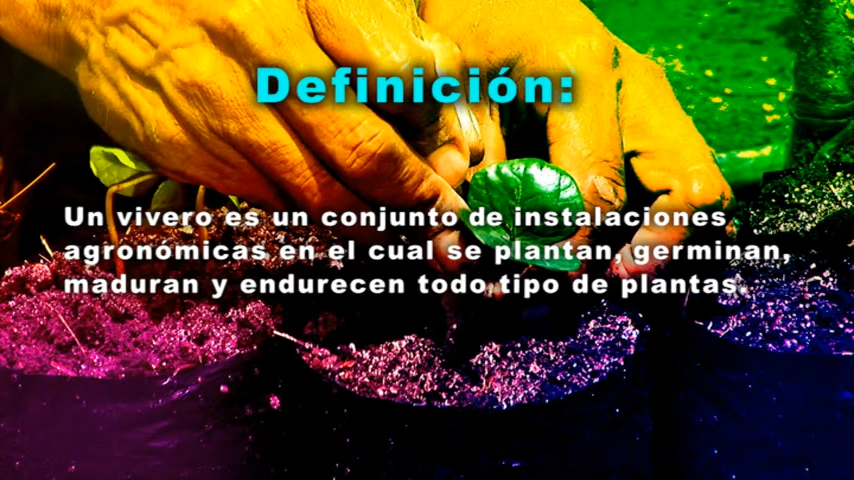 Definición:
Un vivero es un conjunto de instalaciones
agronómicas en el cual se plantan, germinan,
maduran y endurecen todo tipo de plantas.